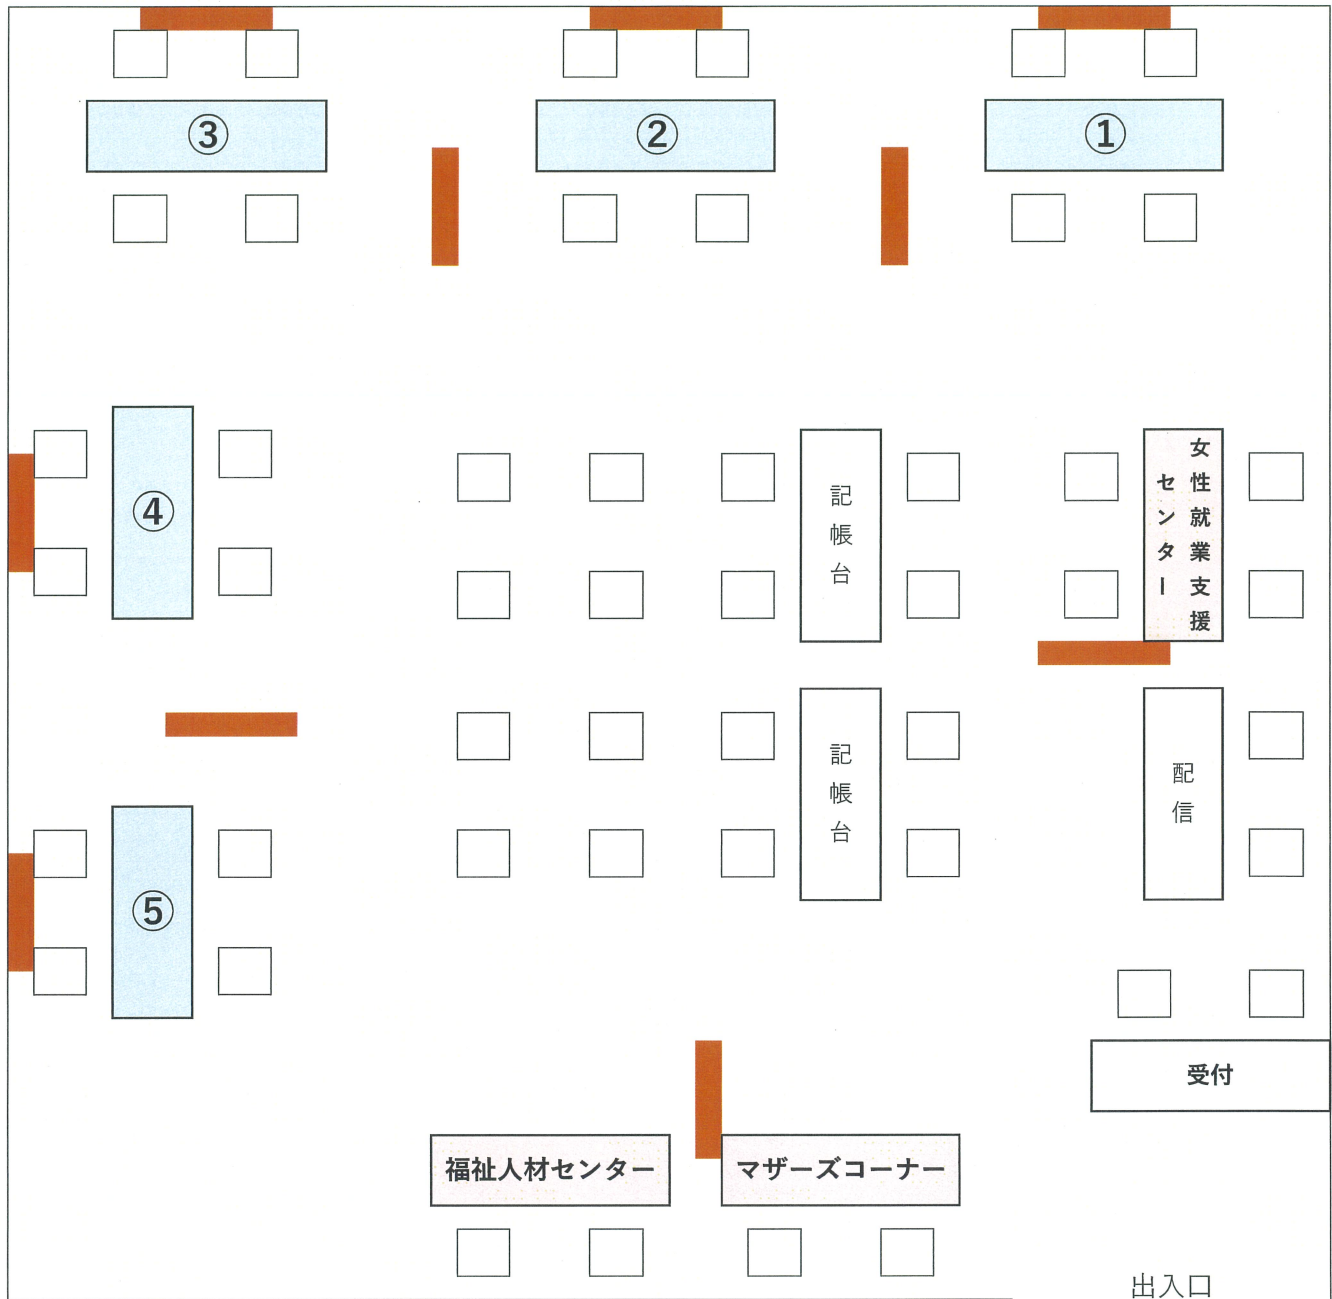 ③
②
①
④
記帳台
女性就業支援
センター
記帳台
配信
⑤
受付
福祉人材センター
マザーズコーナー
出入口